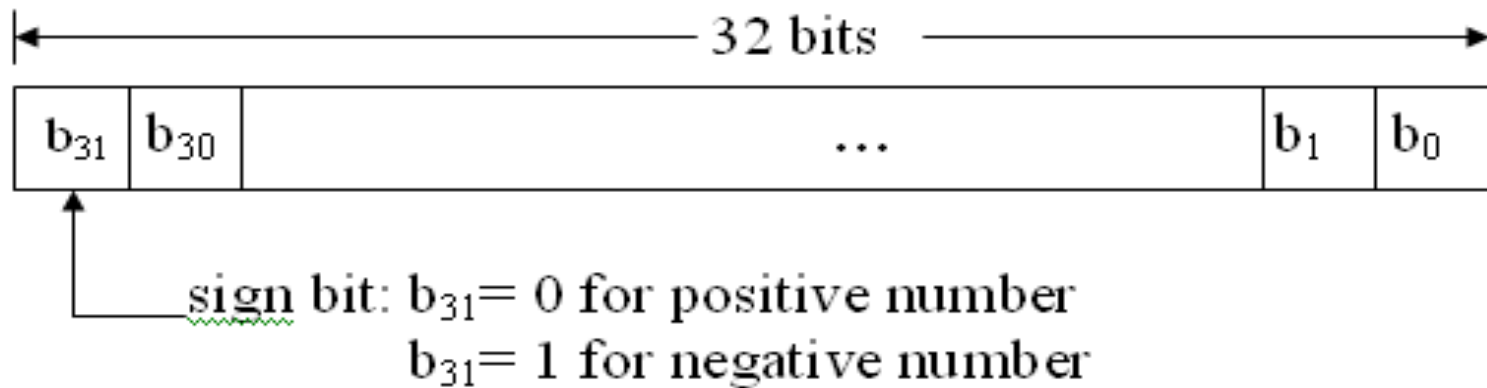 32 bits
b31 b30 ... b1 b0
sign bit: b31= 0 for positive number
b31= 1 for negative number